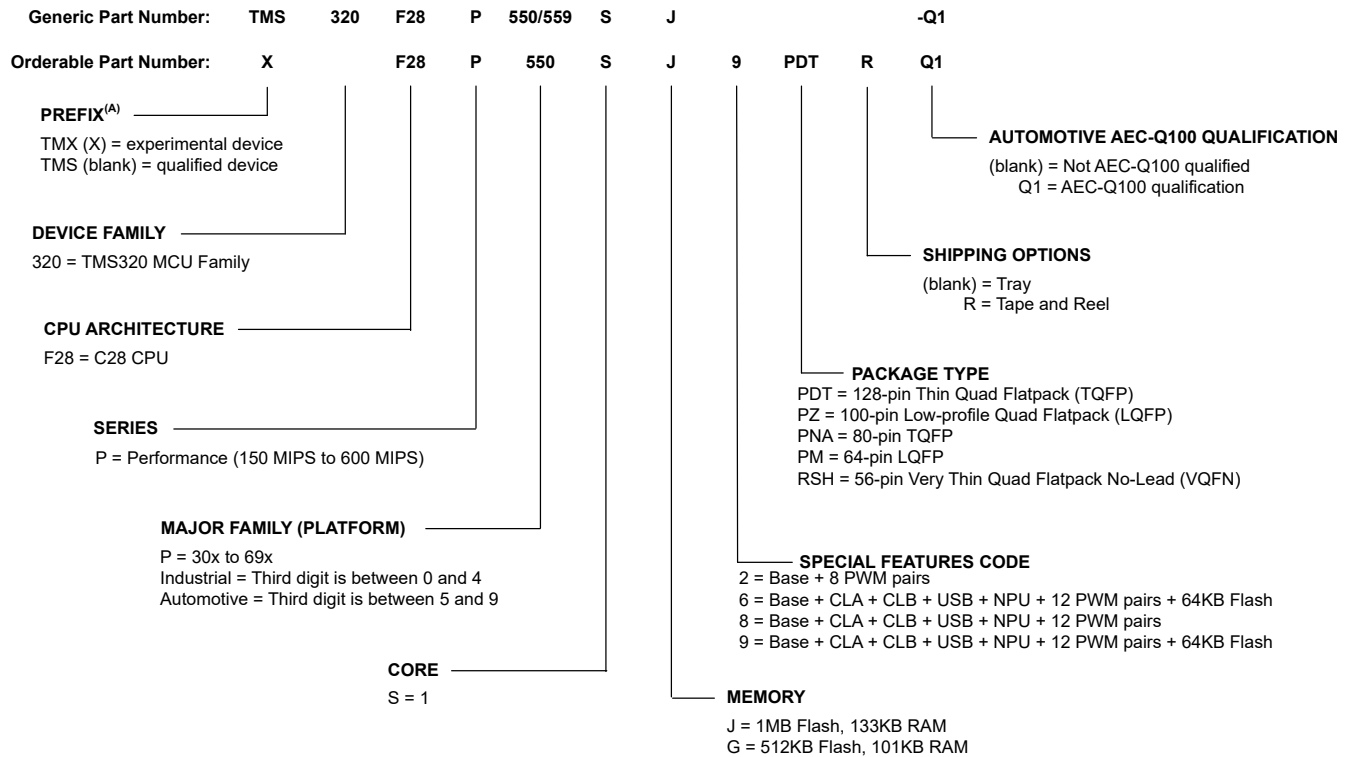 Generic Part Number: TMS 320 F28 P 550/559 S J -Q1
Orderable Part Number: X F28 P 550 S J 9 PDT R Q1
PREFIX(A)
TMX (X) = experimental device
TMS (blank) = qualified device
AUTOMOTIVE AEC-Q100 QUALIFICATION
(blank) = Not AEC-Q100 qualified
Q1 = AEC-Q100 qualification
DEVICE FAMILY
320 = TMS320 MCU Family
SHIPPING OPTIONS
(blank) = Tray
R = Tape and Reel
CPU ARCHITECTURE
F28 = C28 CPU
PACKAGE TYPE
PDT = 128-pin Thin Quad Flatpack (TQFP)
PZ = 100-pin Low-profile Quad Flatpack (LQFP)
PNA = 80-pin TQFP
PM = 64-pin LQFP
RSH = 56-pin Very Thin Quad Flatpack No-Lead (VQFN)
SERIES
P = Performance (150 MIPS to 600 MIPS)
MAJOR FAMILY (PLATFORM)
P = 30x to 69x
Industrial = Third digit is between 0 and 4
Automotive = Third digit is between 5 and 9
SPECIAL FEATURES CODE
2 = Base + 8 PWM pairs
6 = Base + CLA + CLB + USB + NPU + 12 PWM pairs + 64KB Flash
8 = Base + CLA + CLB + USB + NPU + 12 PWM pairs
9 = Base + CLA + CLB + USB + NPU + 12 PWM pairs + 64KB Flash
CORE
S = 1
MEMORY
J = 1MB Flash, 133KB RAM
G = 512KB Flash, 101KB RAM